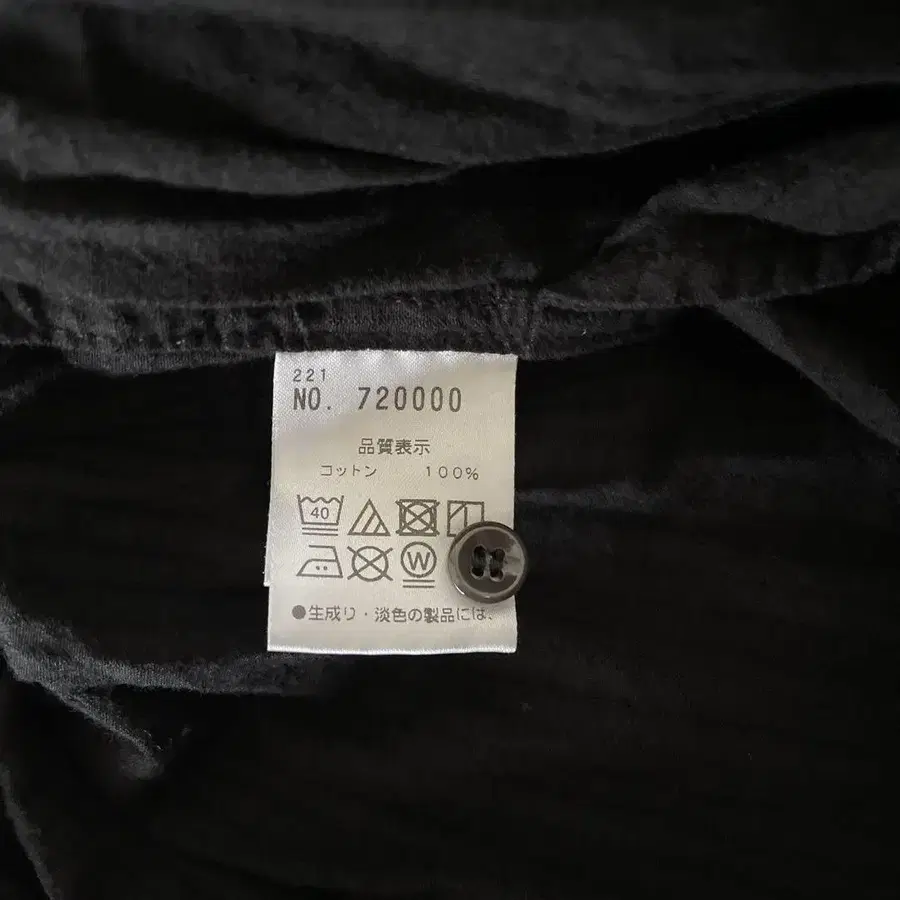 221
NO. 720000
品質表示
コットン 100%
40
W
●生成り・淡色の製品には、